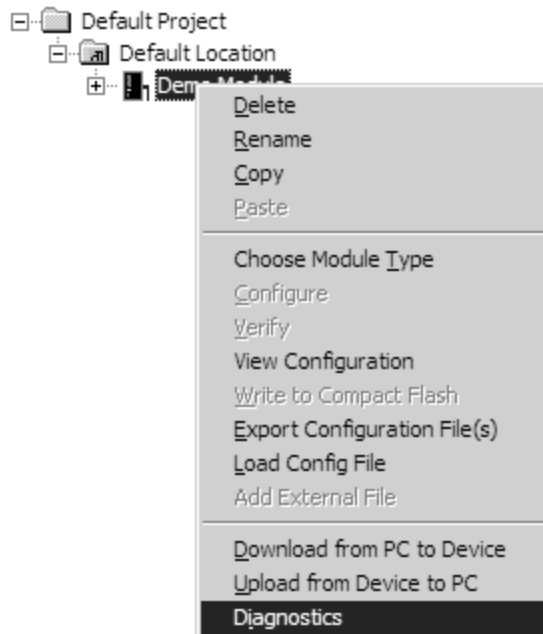 Default Project
Default Location
Demo Module
Delete
Rename
Copy
Paste
Choose Module Type
Configure
Verify
View Configuration
Write to Compact Flash
Export Configuration File(s)
Load Config File
Add External File
Download from PC to Device
Upload from Device to PC
Diagnostics